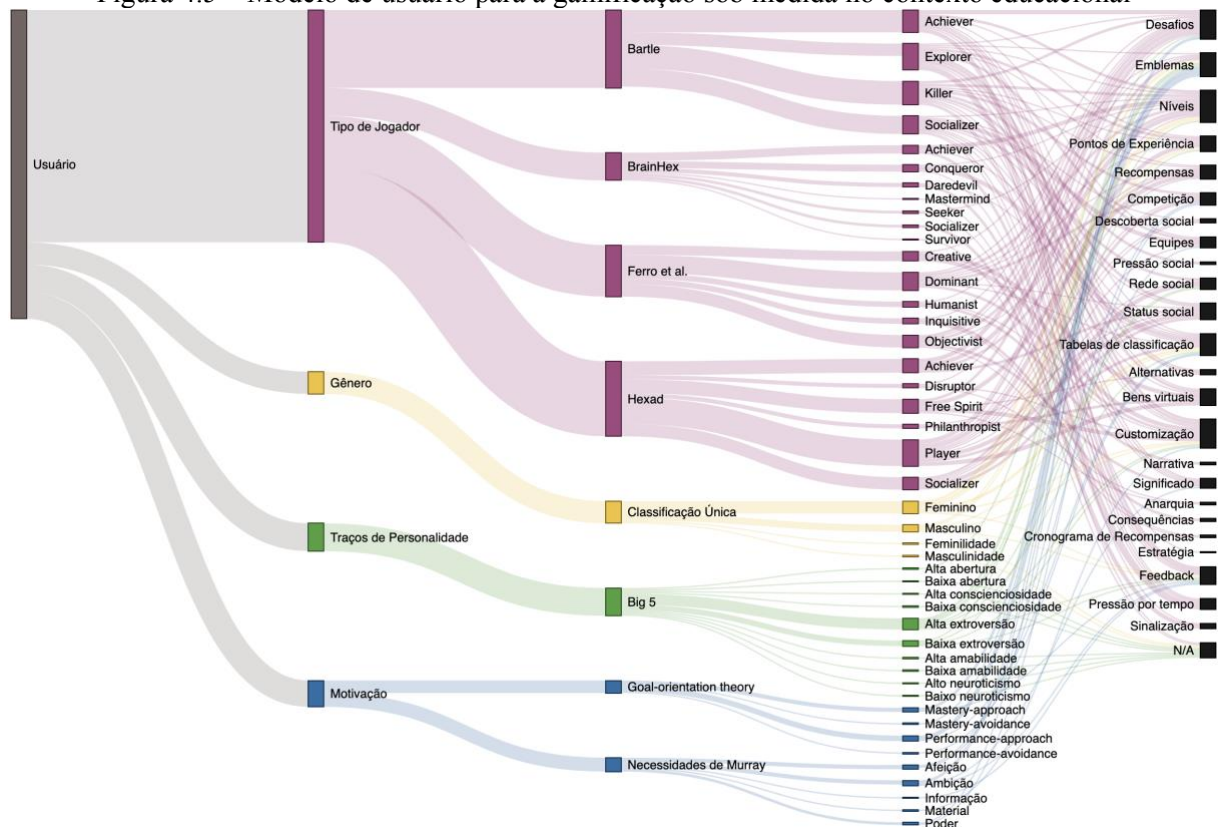 Figura 4.3 – Modelo de usuário para a gamificação sob medida no contexto educacional
Usuário
Tipo de Jogador
Gênero
Traços de Personalidade
Motivação
Bartle
BrainHex
Ferro et al.
Hexad
Classificação Única
Big 5
Goal-orientation theory
Necessidades de Murray
Achiever
Explorer
Killer
Socializer
Achiever
Conqueror
Daredevil
Mastermind
Seeker
Socializer
Survivor
Creative
Dominant
Humanist
Inquisitive
Objectivist
Achiever
Disruptor
Free Spirit
Philanthropist
Player
Socializer
Feminino
Masculino
Feminilidade
Masculinidade
Alta abertura
Baixa abertura
Alta conscienciosidade
Baixa conscienciosidade
Alta extroversão
Baixa extroversão
Alta amabilidade
Baixa amabilidade
Alto neuroticismo
Baixo neuroticismo
Mastery-approach
Mastery-avoidance
Performance-approach
Performance-avoidance
Afeição
Ambição
Informação
Material
Poder
Desafios
Emblemas
Níveis
Pontos de Experiência
Recompensas
Competição
Descoberta social
Equipes
Pressão social
Rede social
Status social
Tabelas de classificação
Alternativas
Bens virtuais
Customização
Narrativa
Significado
Anarquia
Consequências
Cronograma de Recompensas
Estratégia
Feedback
Pressão por tempo
Sinalização
N/A